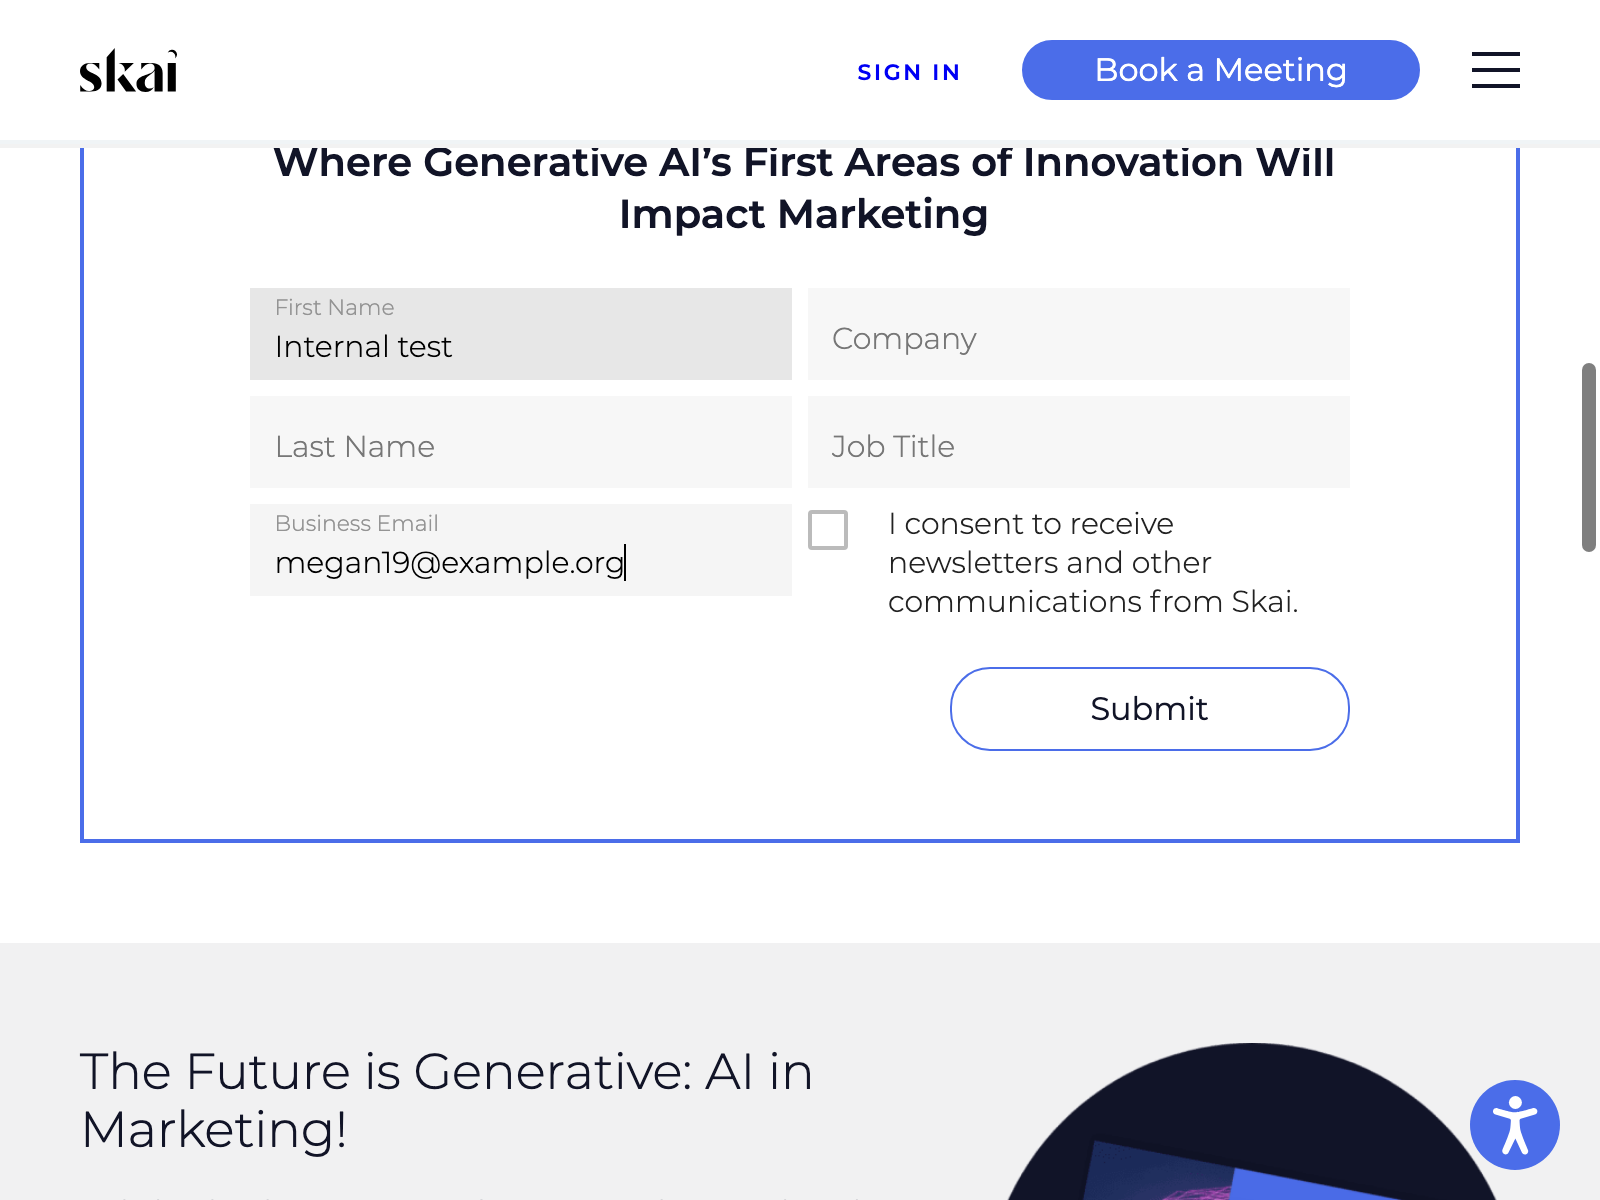 skai
SIGN IN
Book a Meeting
Where Generative AI’s First Areas of Innovation Will
Impact Marketing
First Name
Internal test
Company
Last Name
Job Title
Business Email
megan19@example.org
I consent to receive
newsletters and other
communications from Skai.
Submit
The Future is Generative: AI in
Marketing!